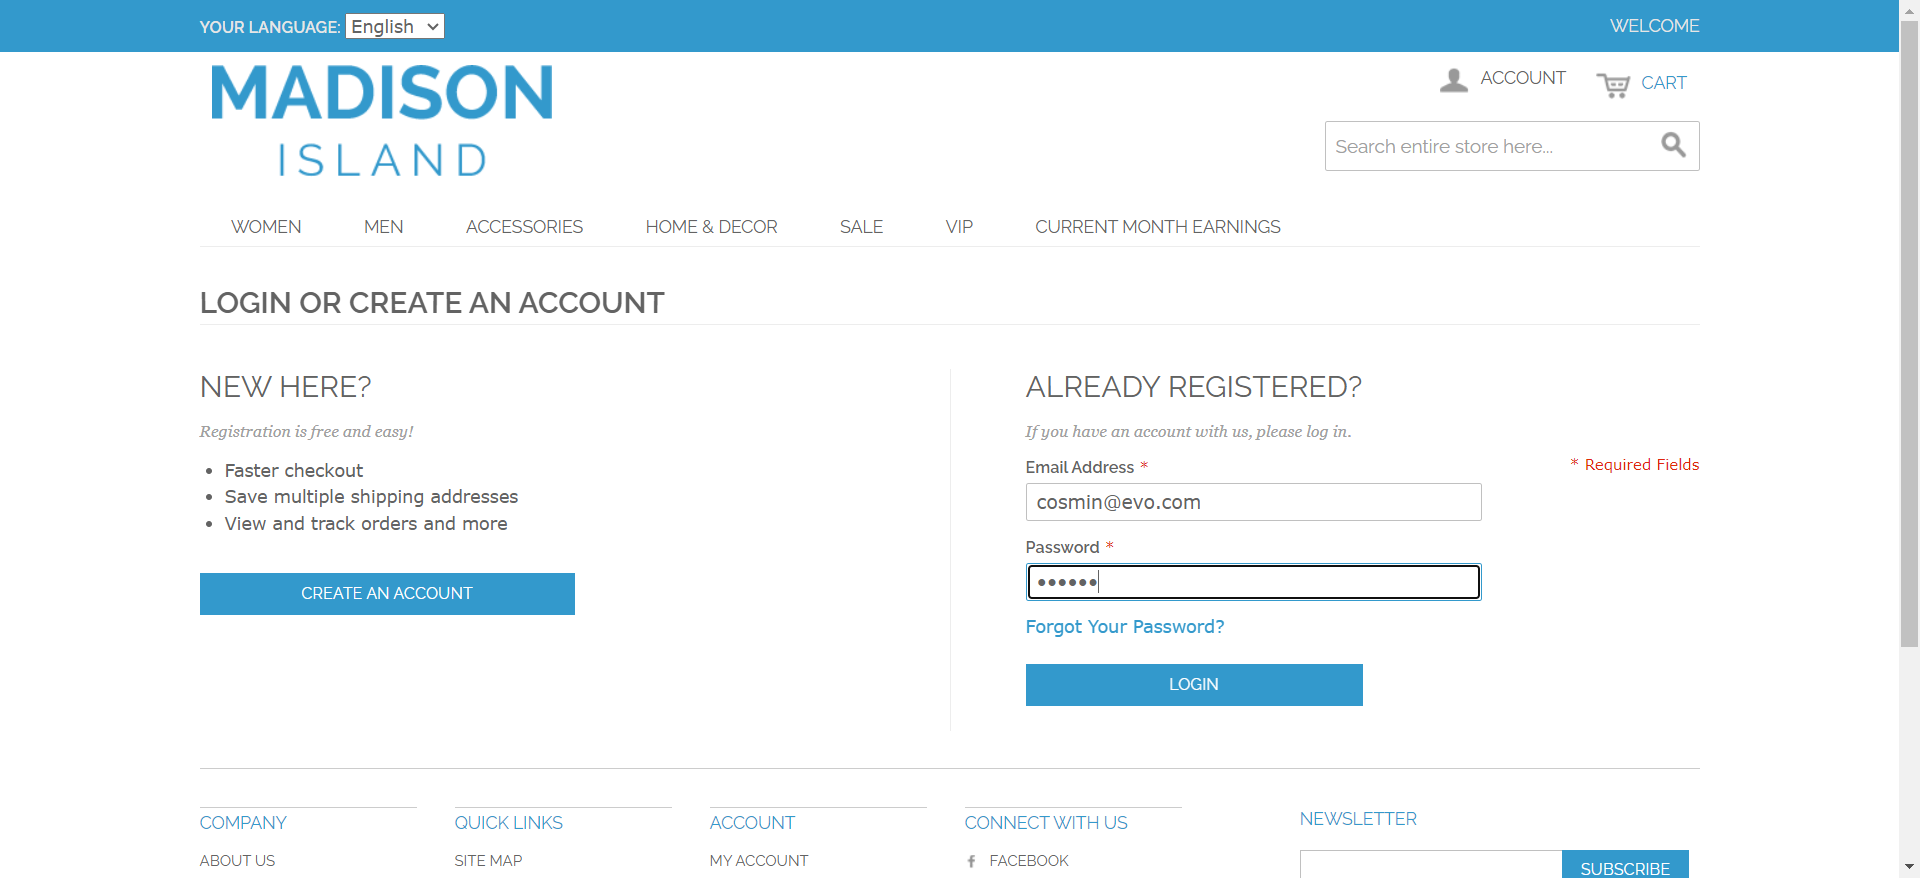 YOUR LANGUAGE: English
WELCOME
MADISON
ISLAND
ACCOUNT
CART
Search entire store here...
WOMEN MEN ACCESSORIES HOME & DECOR SALE VIP CURRENT MONTH EARNINGS
LOGIN OR CREATE AN ACCOUNT
NEW HERE?
Registration is free and easy!
• Faster checkout
• Save multiple shipping addresses
• View and track orders and more
CREATE AN ACCOUNT
ALREADY REGISTERED?
If you have an account with us, please log in.
* Required Fields
Email Address *
cosmin@evo.com
Password *
••••••
Forgot Your Password?
LOGIN
COMPANY
ABOUT US
QUICK LINKS
SITE MAP
ACCOUNT
MY ACCOUNT
CONNECT WITH US
FACEBOOK
NEWSLETTER
SUBSCRIBE